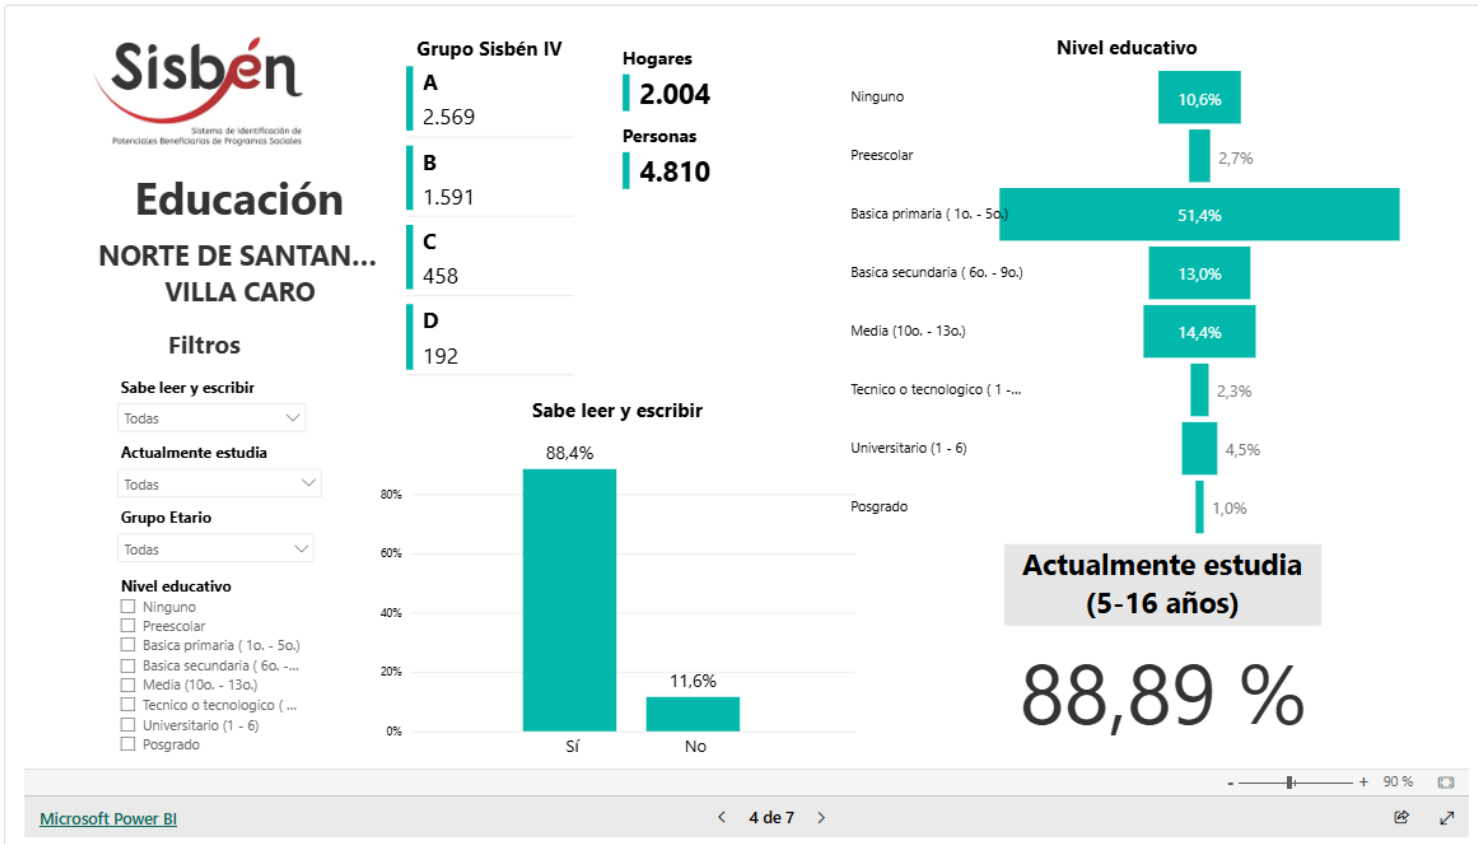 Sisbén
Sistema de Identificación de
Potenciales Beneficiarios de Programas Sociales
Educación
NORTE DE SANTAN...
VILLA CARO
Filtros
Sabe leer y escribir
Todas
Actualmente estudia
Todas
Grupo Etario
Todas
Nivel educativo
Ninguno
Preescolar
Basica primaria ( 1o. - 5o.)
Basica secundaria ( 6o. -...
Media (10o. - 13o.)
Tecnico o tecnologico ( ...
Universitario (1 - 6)
Posgrado
Grupo Sisbén IV
A
2.569
B
1.591
C
458
D
192
Hogares
2.004
Personas
4.810
Sabe leer y escribir
88,4%
11,6%
80%
60%
40%
20%
0%
Sí No
Nivel educativo
Ninguno 10,6%
Preescolar 2,7%
Basica primaria ( 1o. - 5o.) 51,4%
Basica secundaria ( 6o. - 9o.) 13,0%
Media (10o. - 13o.) 14,4%
Tecnico o tecnologico ( 1 -... 2,3%
Universitario (1 - 6) 4,5%
Posgrado 1,0%
Actualmente estudia
(5-16 años)
88,89 %
- + 90 %
Microsoft Power BI
< 4 de 7 >